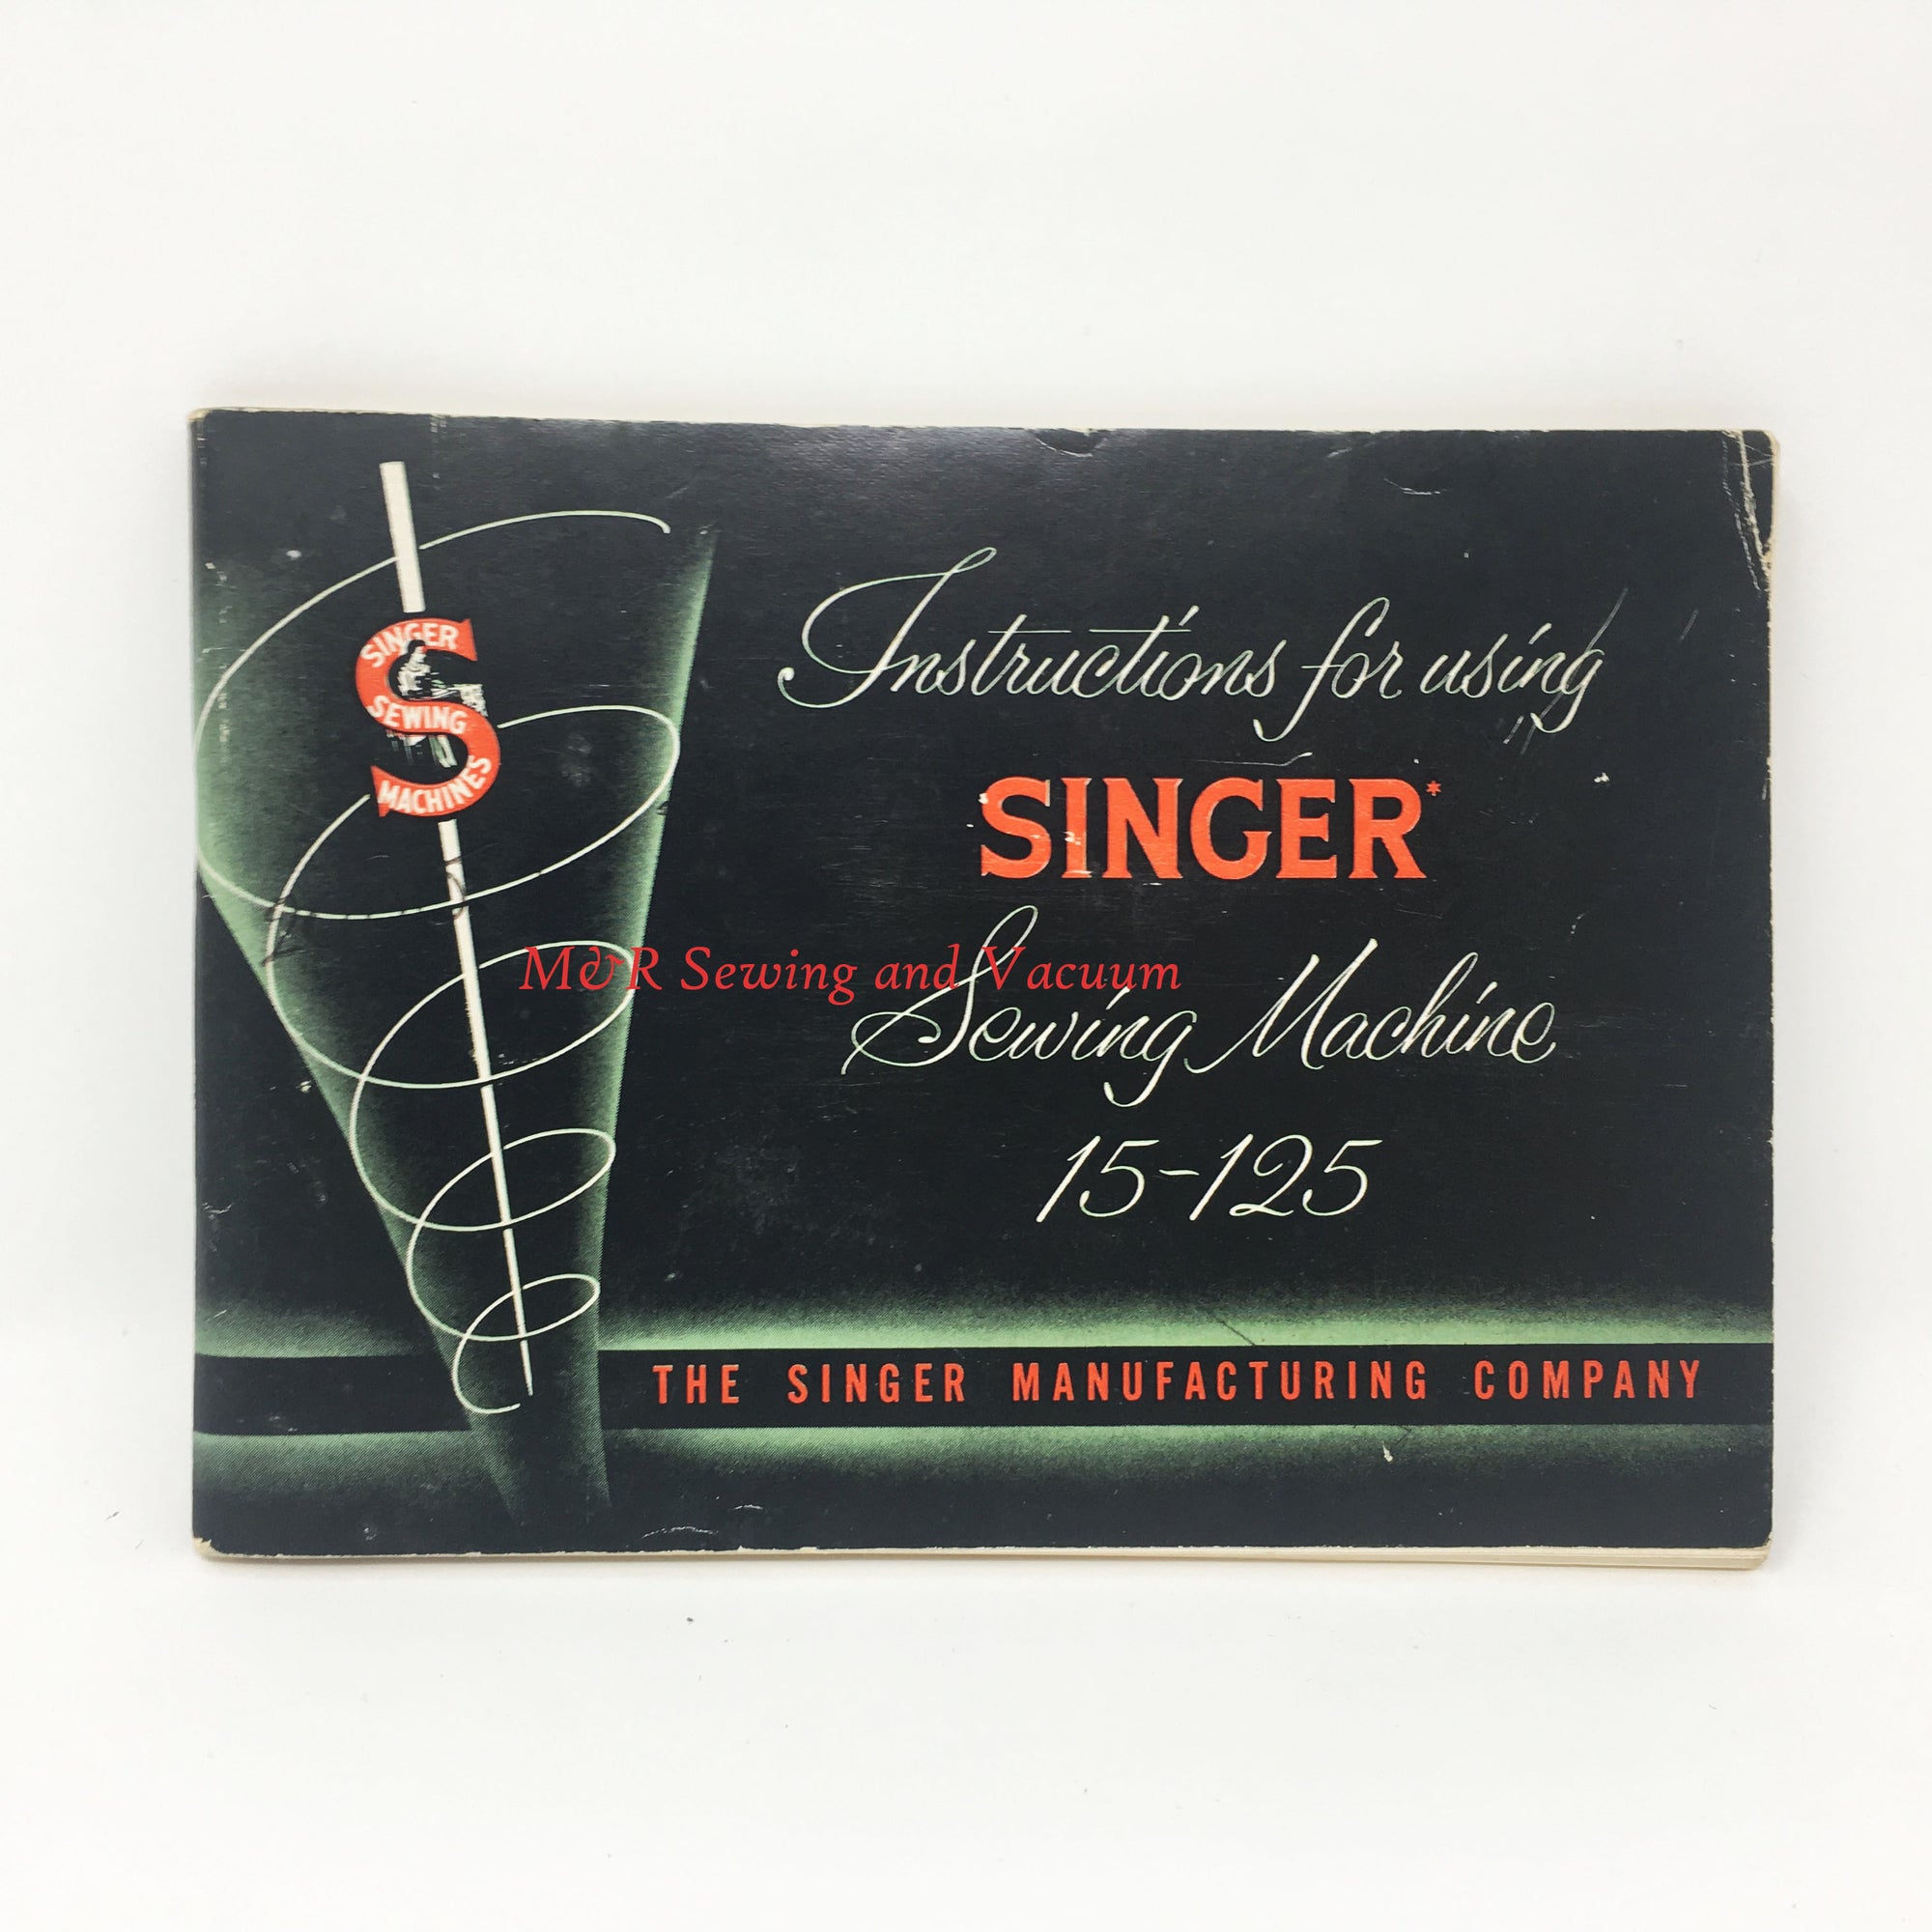 SINGER
SEWING
MACHINES
Instructions for using
SINGER*
M&R Sewing and Vacuum
Sewing Machine
15-125
THE SINGER MANUFACTURING COMPANY